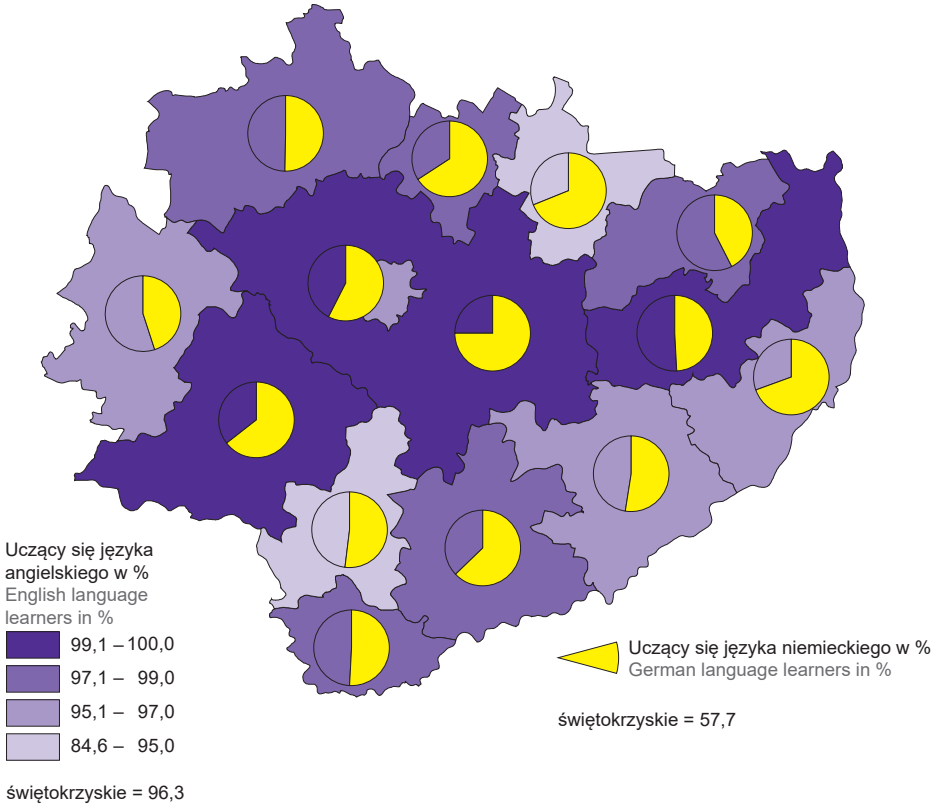 Uczący się języka
angielskiego w %
English language
learners in %
99,1 – 100,0
97,1 – 99,0
95,1 – 97,0
84,6 – 95,0
świętokrzyskie = 96,3
Uczący się języka niemieckiego w %
German language learners in %
świętokrzyskie = 57,7